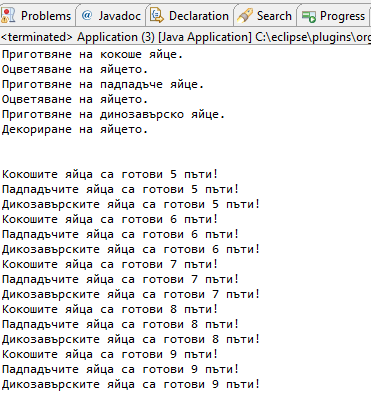 Problems @ Javadoc Declaration Search Progress
<terminated> Application (3) [Java Application] C:\eclipse\plugins\org
Приготвяне на кокоше яйце.
Оцветяване на яйцето.
Приготвяне на падпадъче яйце.
Оцветяване на яйцето.
Приготвяне на динозавърско яйце.
Декориране на яйцето.
Кокошите яйца са готови 5 пъти!
Падпадъчите яйца са готови 5 пъти!
Дикозавърските яйца са готови 5 пъти!
Кокошите яйца са готови 6 пъти!
Падпадъчите яйца са готови 6 пъти!
Дикозавърските яйца са готови 6 пъти!
Кокошите яйца са готови 7 пъти!
Падпадъчите яйца са готови 7 пъти!
Дикозавърските яйца са готови 7 пъти!
Кокошите яйца са готови 8 пъти!
Падпадъчите яйца са готови 8 пъти!
Дикозавърските яйца са готови 8 пъти!
Кокошите яйца са готови 9 пъти!
Падпадъчите яйца са готови 9 пъти!
Дикозавърските яйца са готови 9 пъти!